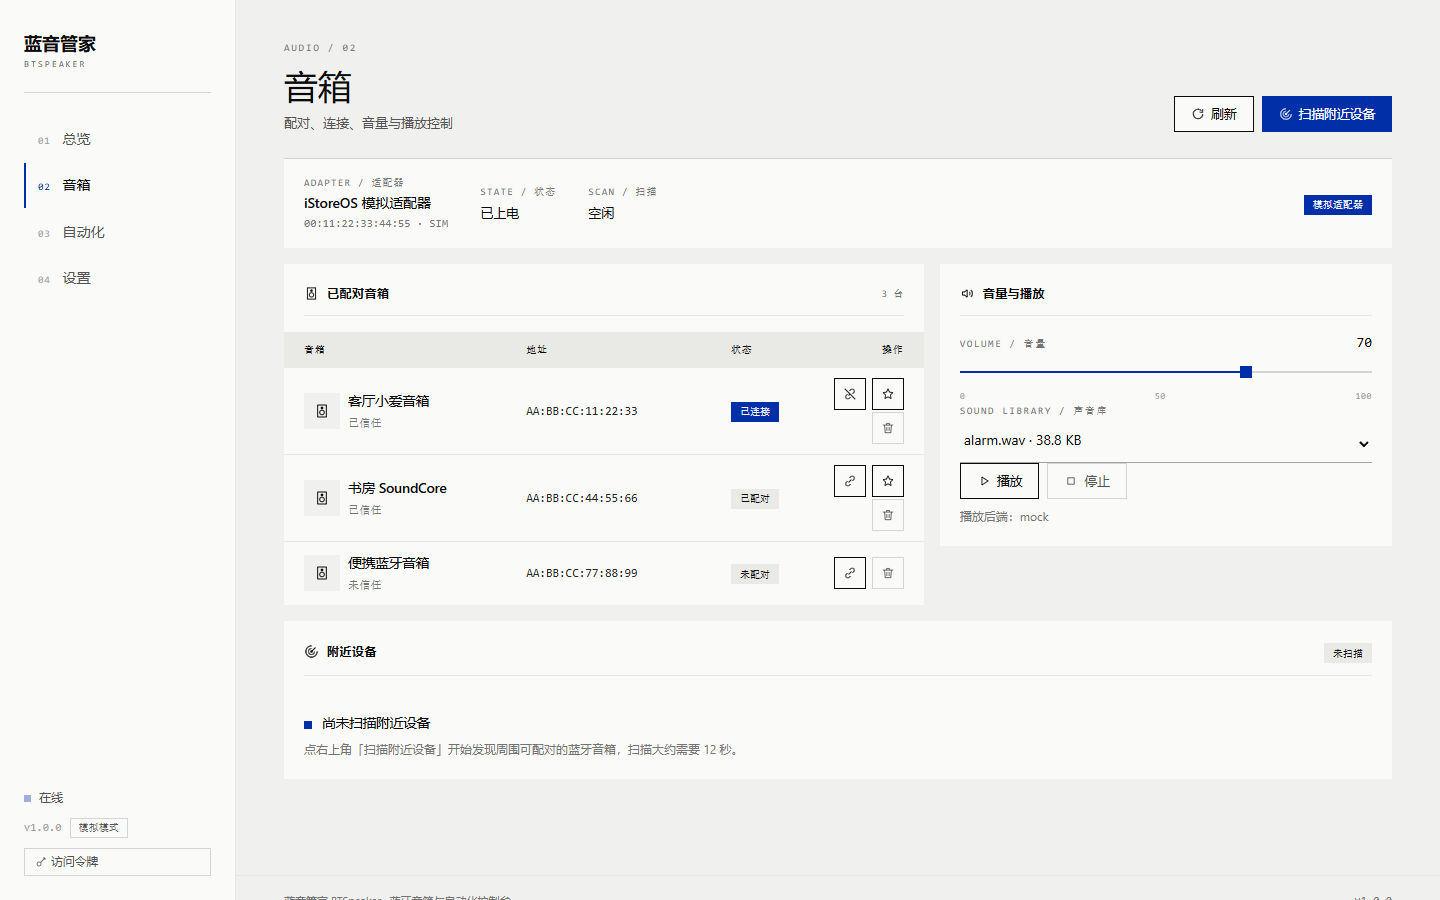 蓝音管家
BTSPEAKER
01 总览
02 音箱
03 自动化
04 设置
在线
v1.0.0 模拟模式
访问令牌
AUDIO / 02
音箱
配对、连接、音量与播放控制
刷新
扫描附近设备
ADAPTER / 适配器
iStoreOS 模拟适配器
00:11:22:33:44:55 · SIM
STATE / 状态
已上电
SCAN / 扫描
空闲
模拟适配器
已配对音箱
3 台
音箱 地址 状态 操作
客厅小爱音箱
已信任
AA:BB:CC:11:22:33
已连接
书房 SoundCore
已信任
AA:BB:CC:44:55:66
已配对
便携蓝牙音箱
未信任
AA:BB:CC:77:88:99
未配对
音量与播放
VOLUME / 音量 70
0 50 100
SOUND LIBRARY / 声音库
alarm.wav · 38.8 KB
播放
停止
播放后端：mock
附近设备
未扫描
尚未扫描附近设备
点右上角「扫描附近设备」开始发现周围可配对的蓝牙音箱，扫描大约需要 12 秒。